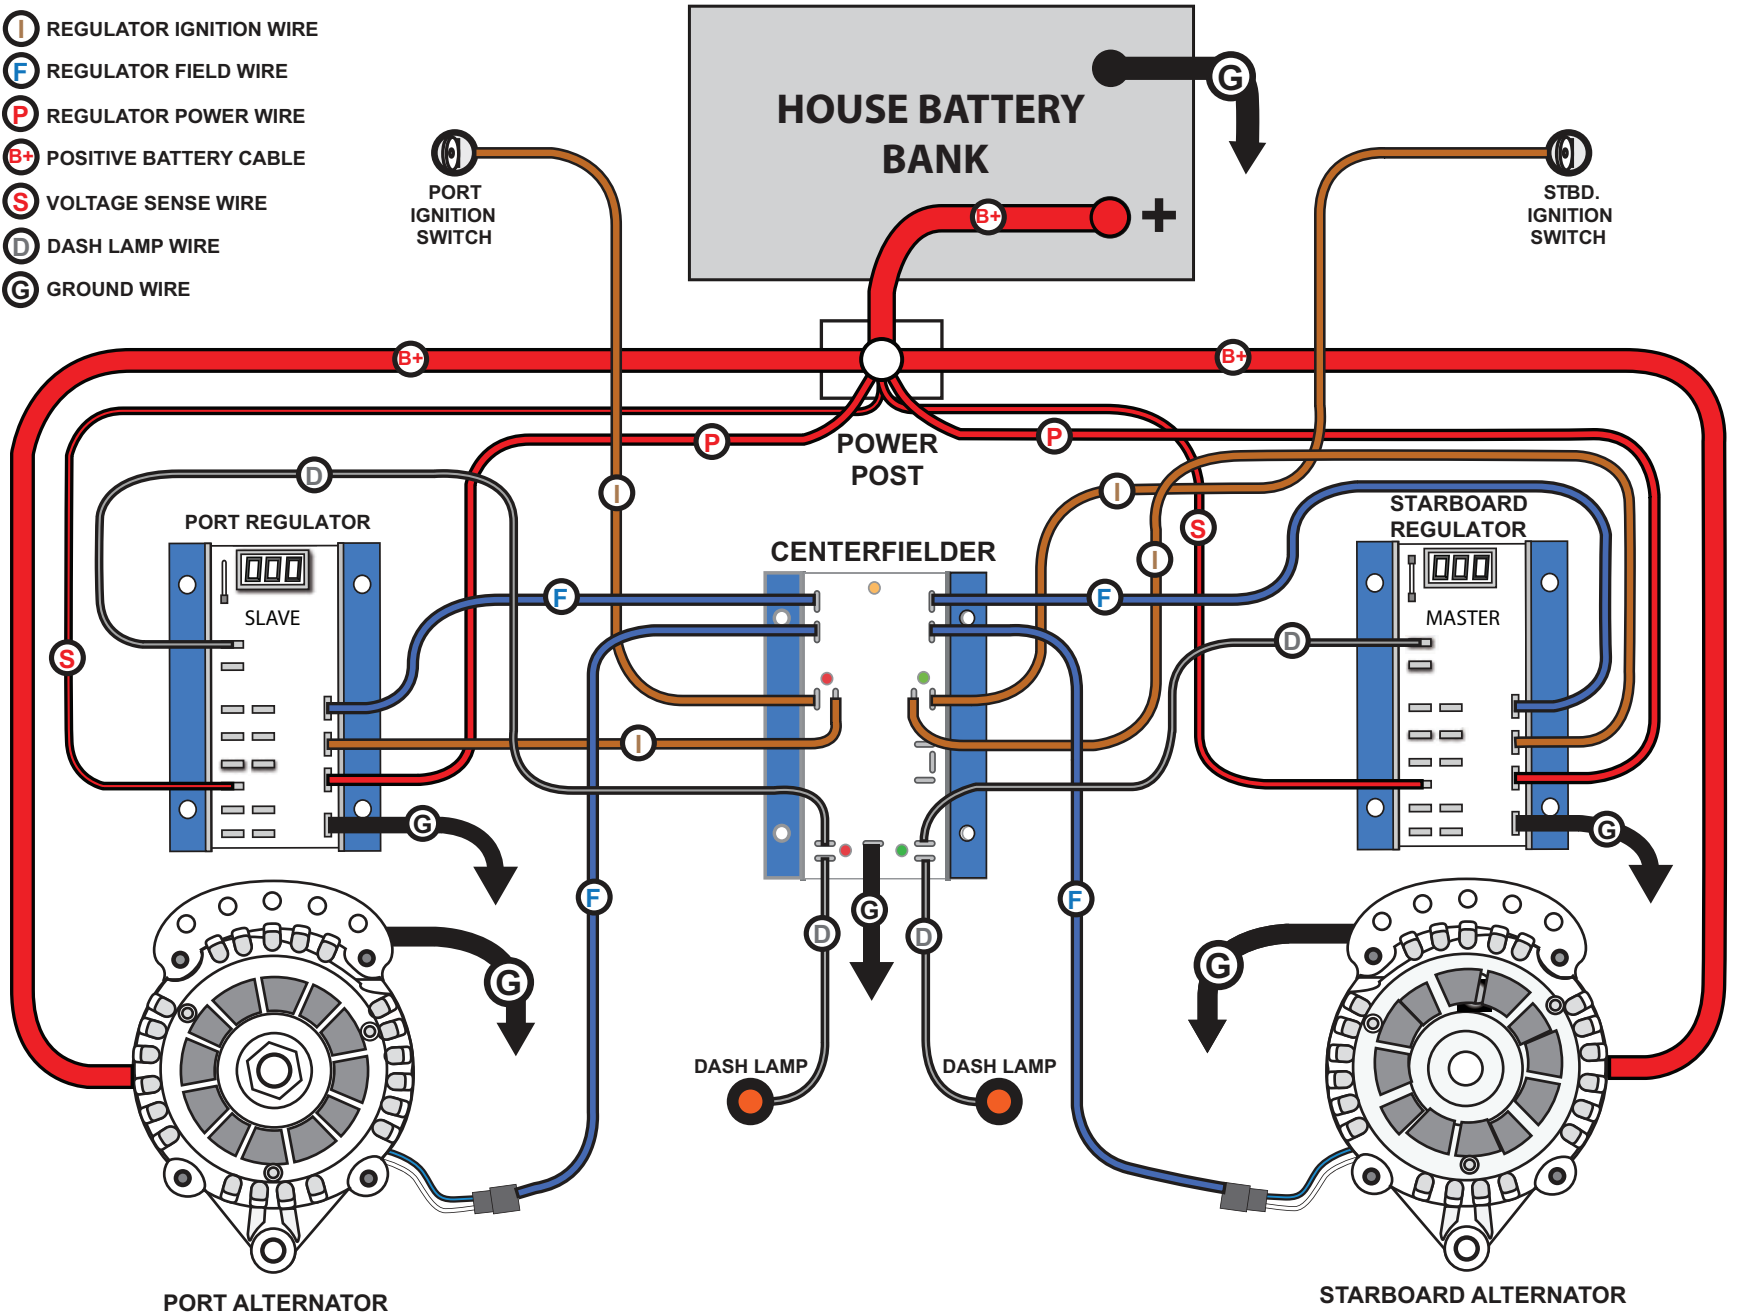 I REGULATOR IGNITION WIRE
F REGULATOR FIELD WIRE
P REGULATOR POWER WIRE
B+ POSITIVE BATTERY CABLE
S VOLTAGE SENSE WIRE
D DASH LAMP WIRE
G GROUND WIRE
HOUSE BATTERY
BANK
G
B+
+
PORT
IGNITION
SWITCH
STBD.
IGNITION
SWITCH
B+
B+
POWER
POST
P
P
D
I
I
S
I
PORT REGULATOR
000
SLAVE
STARBOARD
REGULATOR
000
MASTER
CENTERFIELDER
F
F
S
D
I
G
G
F
F
G
D
D
G
G
DASH LAMP
DASH LAMP
PORT ALTERNATOR
STARBOARD ALTERNATOR